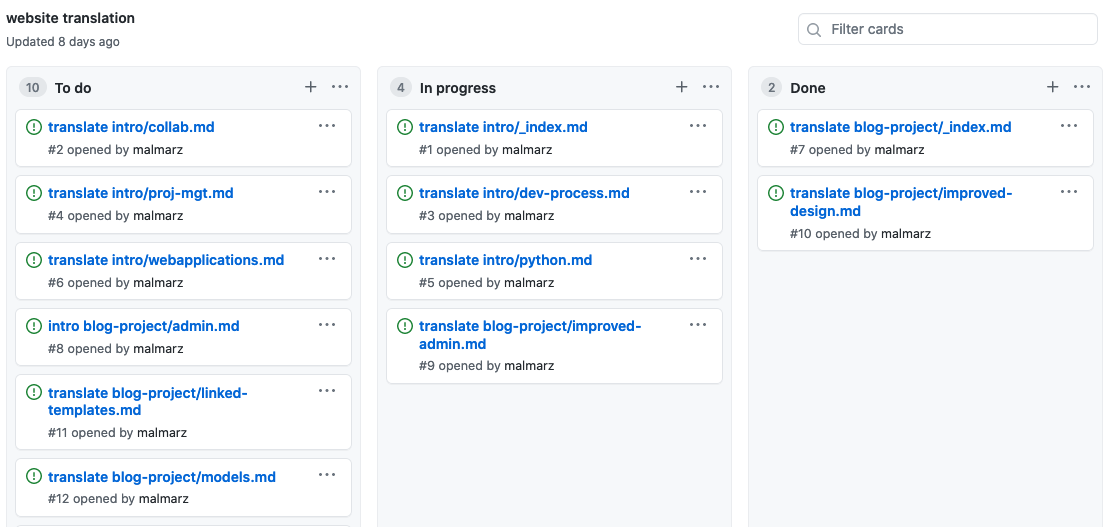 website translation
Updated 8 days ago
Filter cards
10 To do
translate intro/collab.md
#2 opened by malmarz
translate intro/proj-mgt.md
#4 opened by malmarz
translate intro/webapplications.md
#6 opened by malmarz
intro blog-project/admin.md
#8 opened by malmarz
translate blog-project/linked-
templates.md
#11 opened by malmarz
translate blog-project/models.md
#12 opened by malmarz
4 In progress
translate intro/_index.md
#1 opened by malmarz
translate intro/dev-process.md
#3 opened by malmarz
translate intro/python.md
#5 opened by malmarz
translate blog-project/improved-
admin.md
#9 opened by malmarz
2 Done
translate blog-project/_index.md
#7 opened by malmarz
translate blog-project/improved-
design.md
#10 opened by malmarz